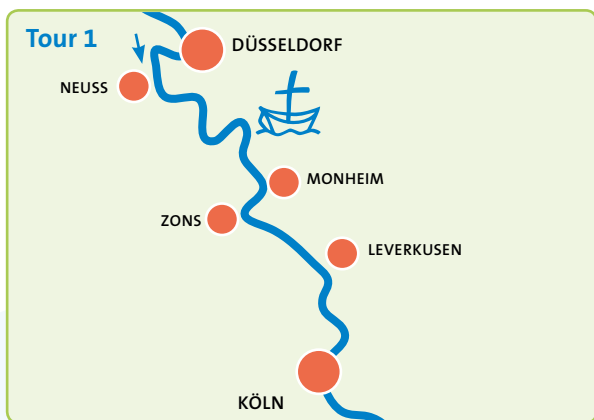 Tour 1
DÜSSELDORF
NEUSS
MONHEIM
ZONS
LEVERKUSEN
KÖLN